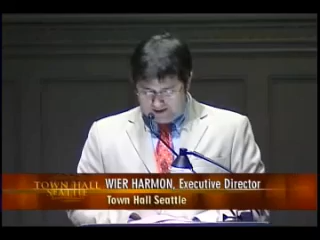 TOWN HALL
SEATTLE
WIER HARMON, Executive Director
Town Hall Seattle